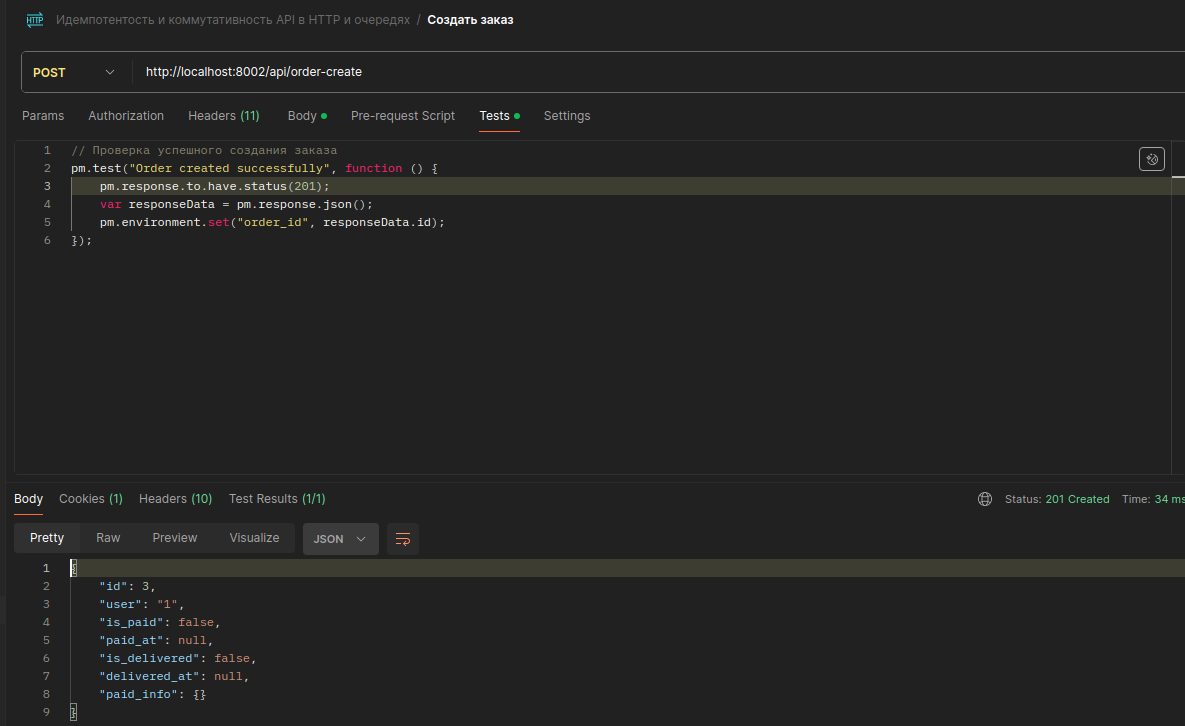 HTTP Идемпотентость и коммутативность API в HTTP и очередях / Создать заказ
POST http://localhost:8002/api/order-create
Params Authorization Headers (11) Body Pre-request Script Tests Settings
1 // Проверка успешного создания заказа
2 pm.test("Order created successfully", function () {
3 pm.response.to.have.status(201);
4 var responseData = pm.response.json();
5 pm.environment.set("order_id", responseData.id);
6 });
Body Cookies (1) Headers (10) Test Results (1/1) Status: 201 Created Time: 34 ms
Pretty Raw Preview Visualize JSON
1 {
2 "id": 3,
3 "user": "1",
4 "is_paid": false,
5 "paid_at": null,
6 "is_delivered": false,
7 "delivered_at": null,
8 "paid_info": {}
9 }